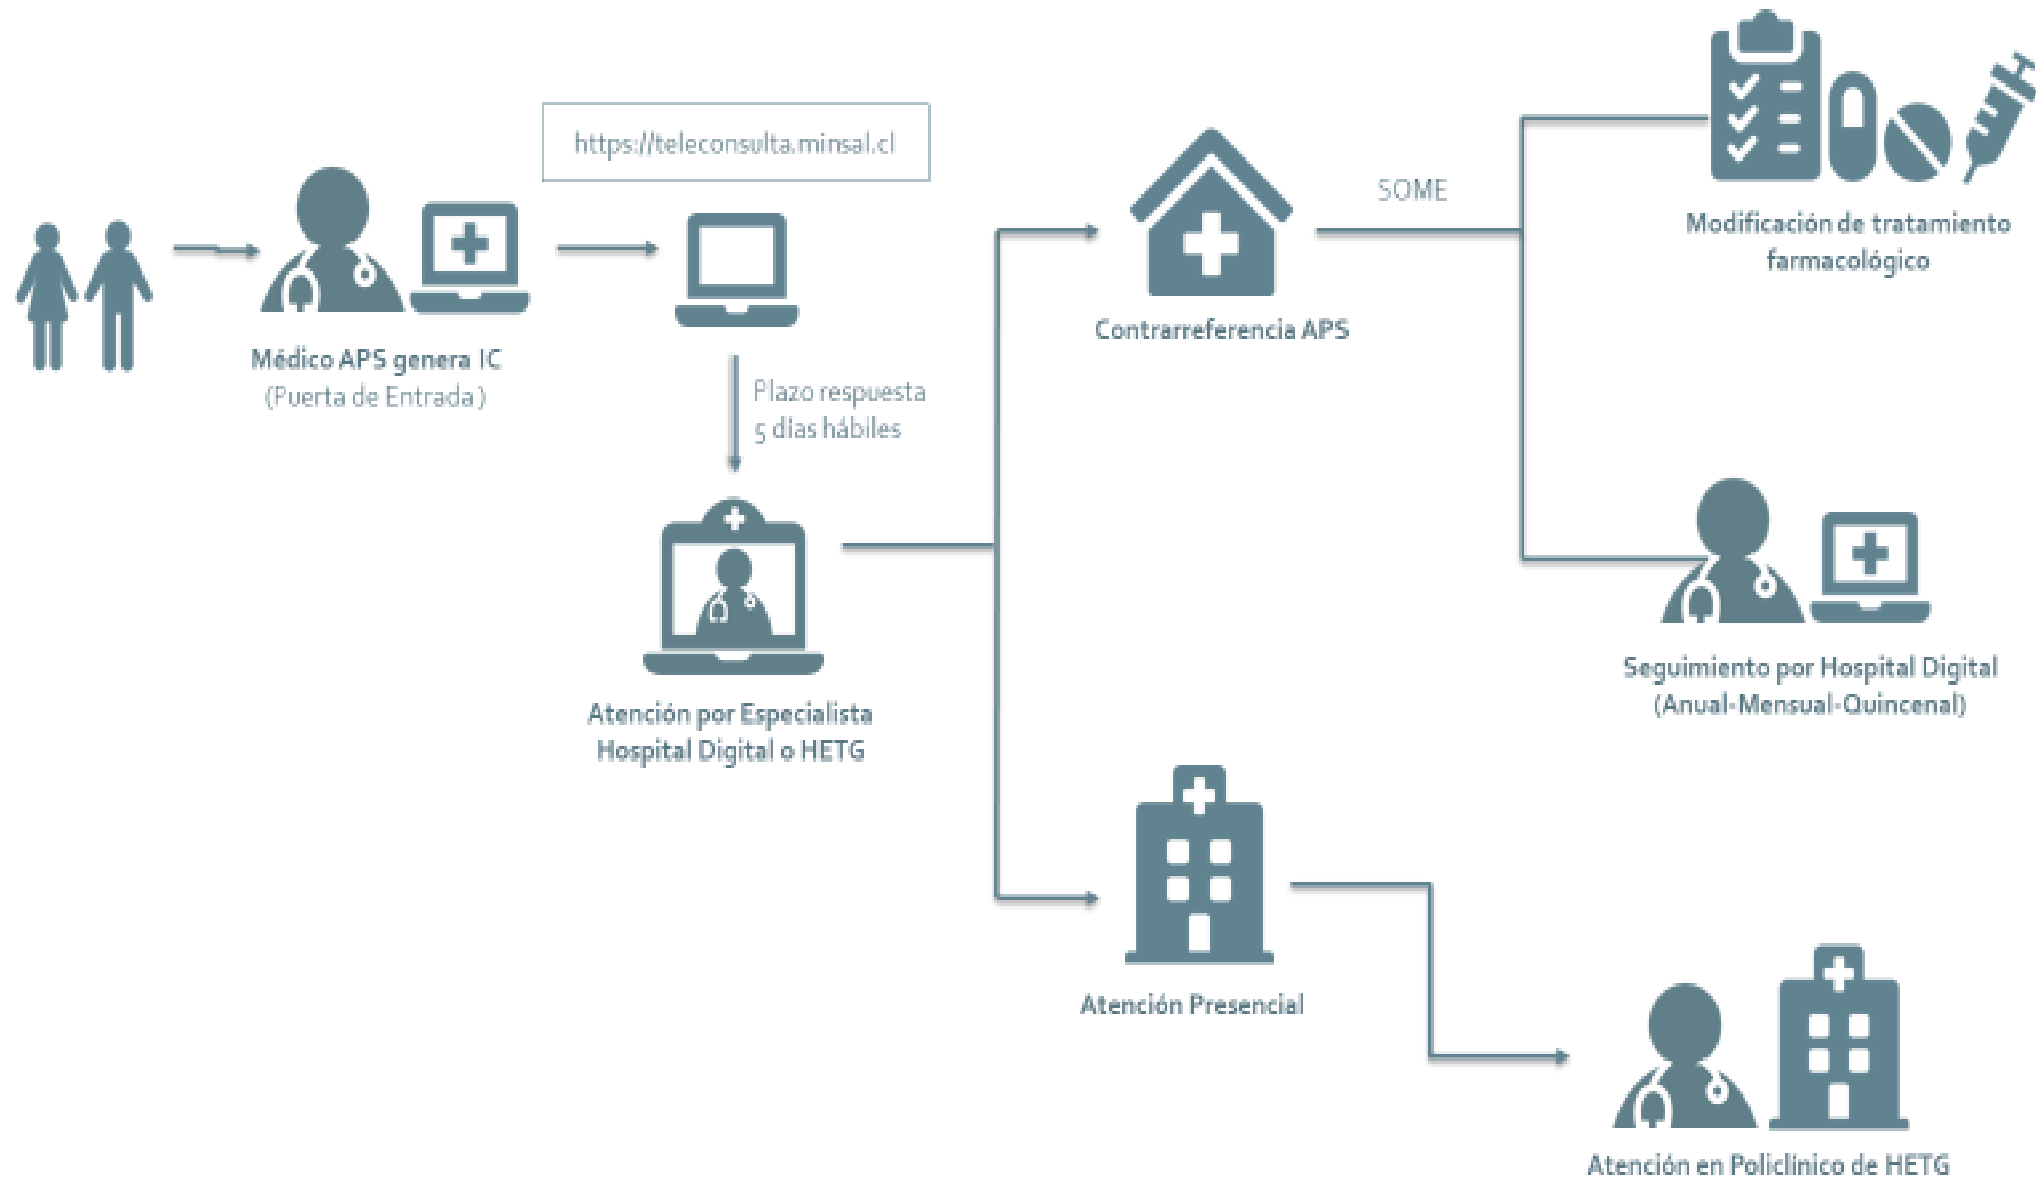 https://teleconsulta.minsal.cl
Médico APS genera IC
(Puerta de Entrada)
Plazo respuesta
5 días hábiles
Atención por Especialista
Hospital Digital o HETG
Contrarreferencia APS
SOME
Modificación de tratamiento
farmacológico
Seguimiento por Hospital Digital
(Anual-Mensual-Quincenal)
Atención Presencial
Atención en Policlínico de HETG